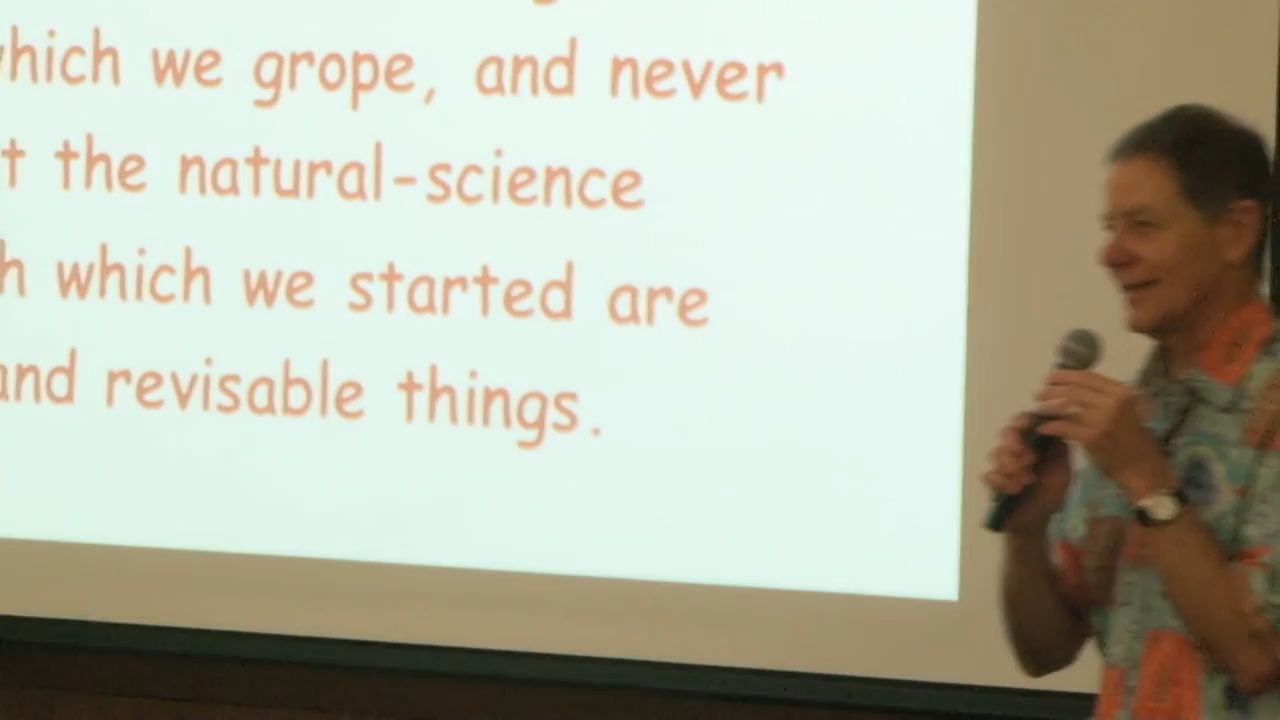 which we grope, and never
t the natural-science
h which we started are
and revisable things.